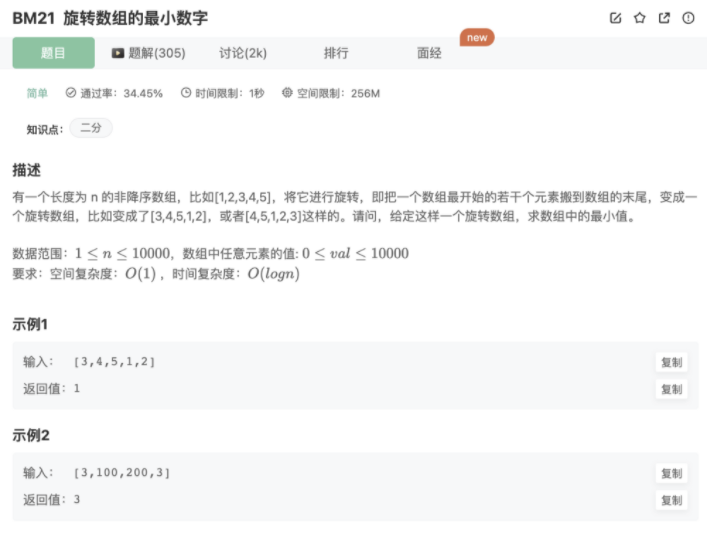 BM21 旋转数组的最小数字
new
题目 题解(305) 讨论(2k) 排行 面经
简单 通过率：34.45% 时间限制：1秒 空间限制：256M
知识点： 二分
描述
有一个长度为 n 的非降序数组，比如[1,2,3,4,5]，将它进行旋转，即把一个数组最开始的若干个元素搬到数组的末尾，变成一
个旋转数组，比如变成了[3,4,5,1,2]，或者[4,5,1,2,3]这样的。请问，给定这样一个旋转数组，求数组中的最小值。
数据范围：1 ≤ n ≤ 10000，数组中任意元素的值: 0 ≤ val ≤ 10000
要求：空间复杂度：O(1) ，时间复杂度：O(logn)
示例1
输入： [3,4,5,1,2] 复制
返回值：1 复制
示例2
输入： [3,100,200,3] 复制
返回值：3 复制